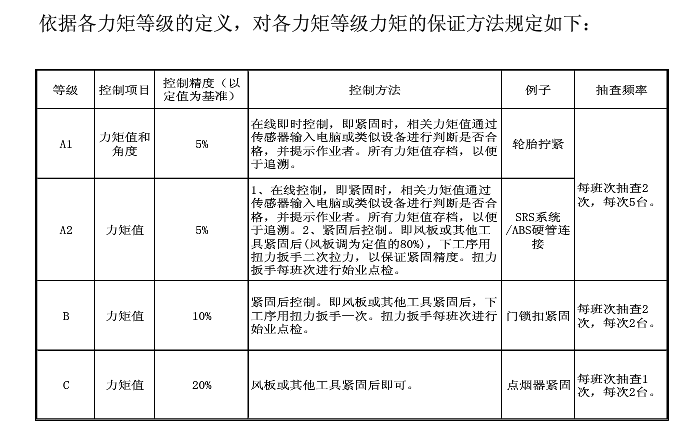 依据各力矩等级的定义，对各力矩等级力矩的保证方法规定如下：
等级 控制项目 控制精度（以定值为基准） 控制方法 例子 抽查频率
A1 力矩值和角度 5%
在线即时控制，即紧固时，相关力矩值通过
传感器输入电脑或类似设备进行判断是否合
格，并提示作业者。所有力矩值存档，以便
于追溯。
轮胎拧紧
每班次抽查2
次，每次5台。
A2 力矩值 5%
1、在线控制，即紧固时，相关力矩值通过
传感器输入电脑或类似设备进行判断是否合
格，并提示作业者。所有力矩值存档，以便
于追溯。2、紧固后控制。即风板或其他工
具紧固后(风板调为定值的80%)，下工序用
扭力扳手二次拉力，以保证紧固精度。扭力
扳手每班次进行始业点检。
SRS系统
/ABS硬管连
接
B 力矩值 10%
紧固后控制。即风板或其他工具紧固后，下
工序用扭力扳手一次。扭力扳手每班次进行
始业点检。
门锁扣紧固
每班次抽查2
次，每次2台。
C 力矩值 20%
风板或其他工具紧固后即可。
点烟器紧固
每班次抽查1
次，每次2台。